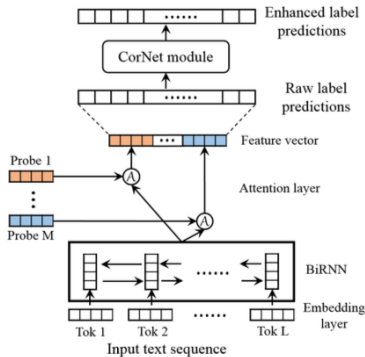 Enhanced label
predictions
......
CorNet module
Raw label
predictions
......
Feature vector
...
Probe 1
A
Attention layer
...
Probe M
A
BiRNN
......
Embedding
layer
Tok 1 Tok 2 ...... Tok L
Input text sequence